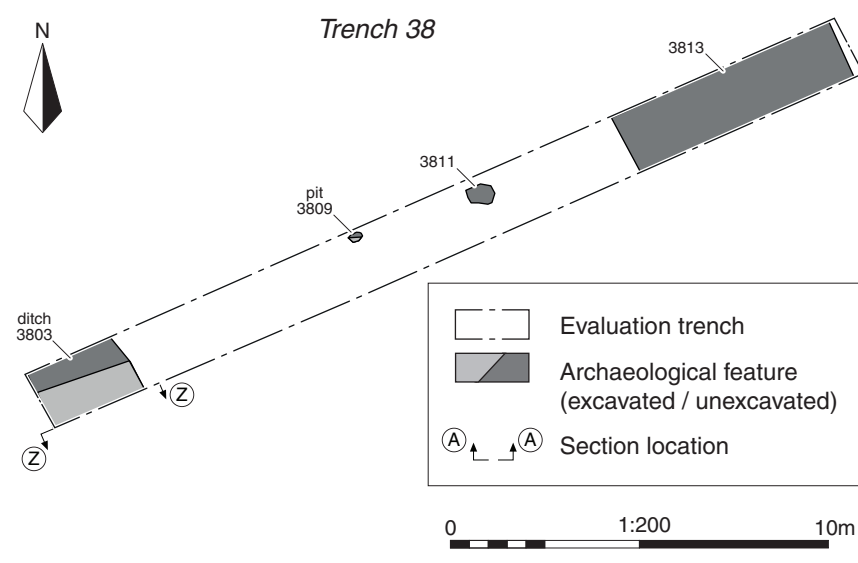 Trench 38
N
3813
3811
pit
3809
ditch
3803
Z
Z
Evaluation trench
Archaeological feature
(excavated / unexcavated)
A A Section location
0 1:200 10m